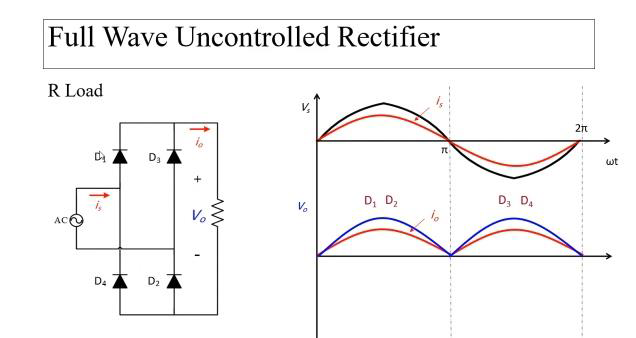 Full Wave Uncontrolled Rectifier
R Load
D1
D3
io
is
AC
+
Vo
-
D4
D2
Vs
is
π
2π
ωt
Vo
D1 D2
D3 D4
io